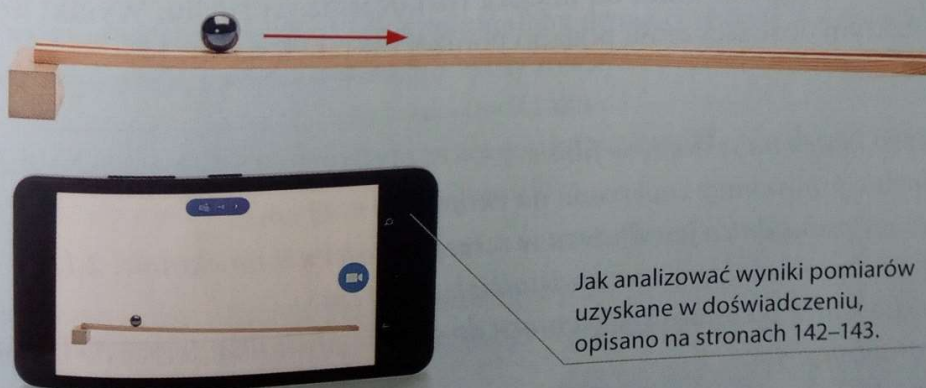 Jak analizować wyniki pomiarów
uzyskane w doświadczeniu,
opisano na stronach 142–143.